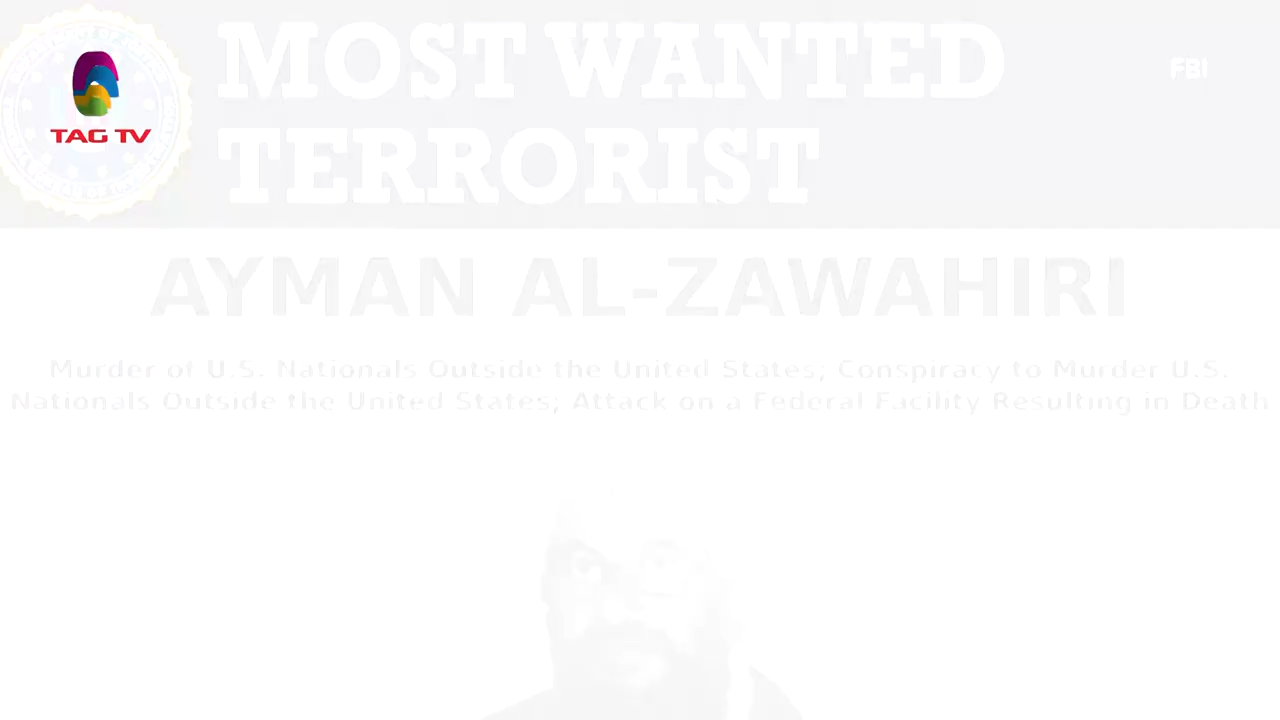 MOST WANTED
TERRORIST
FBI
TAG TV
AYMAN AL-ZAWAHIRI
Murder of U.S. Nationals Outside the United States; Conspiracy to Murder U.S.
Nationals Outside the United States; Attack on a Federal Facility Resulting in Death